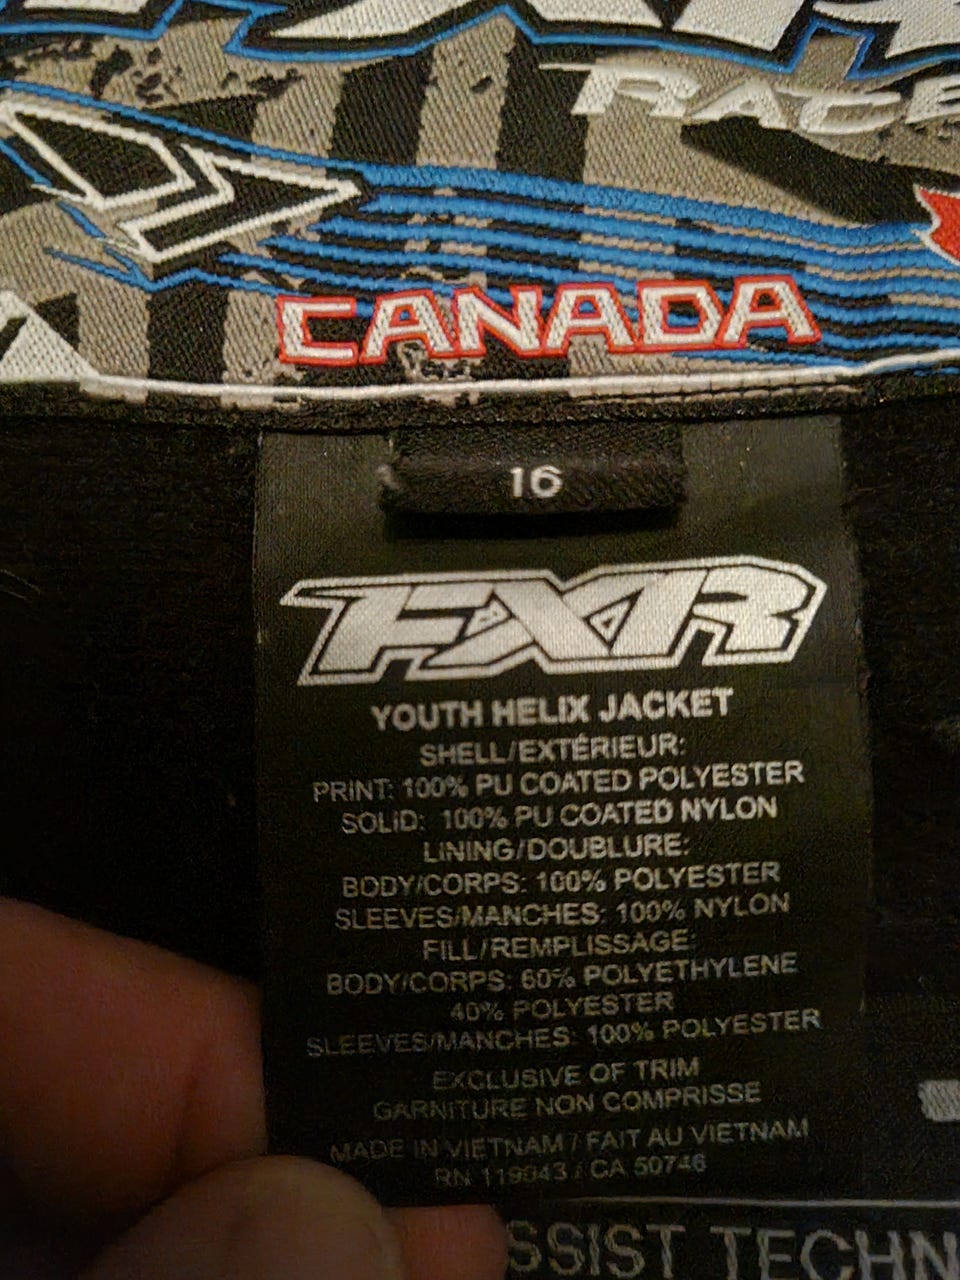 FXR
RACE
CANADA
16
FXR
YOUTH HELIX JACKET
SHELL/EXTÉRIEUR:
PRINT: 100% PU COATED POLYESTER
SOLID: 100% PU COATED NYLON
LINING/DOUBLURE:
BODY/CORPS: 100% POLYESTER
SLEEVES/MANCHES: 100% NYLON
FILL/REMPLISSAGE:
BODY/CORPS: 60% POLYETHYLENE
40% POLYESTER
SLEEVES/MANCHES: 100% POLYESTER
EXCLUSIVE OF TRIM
GARNITURE NON COMPRISSE
MADE IN VIETNAM / FAIT AU VIETNAM
RN 119043 / CA 50746
SSIST TECHN